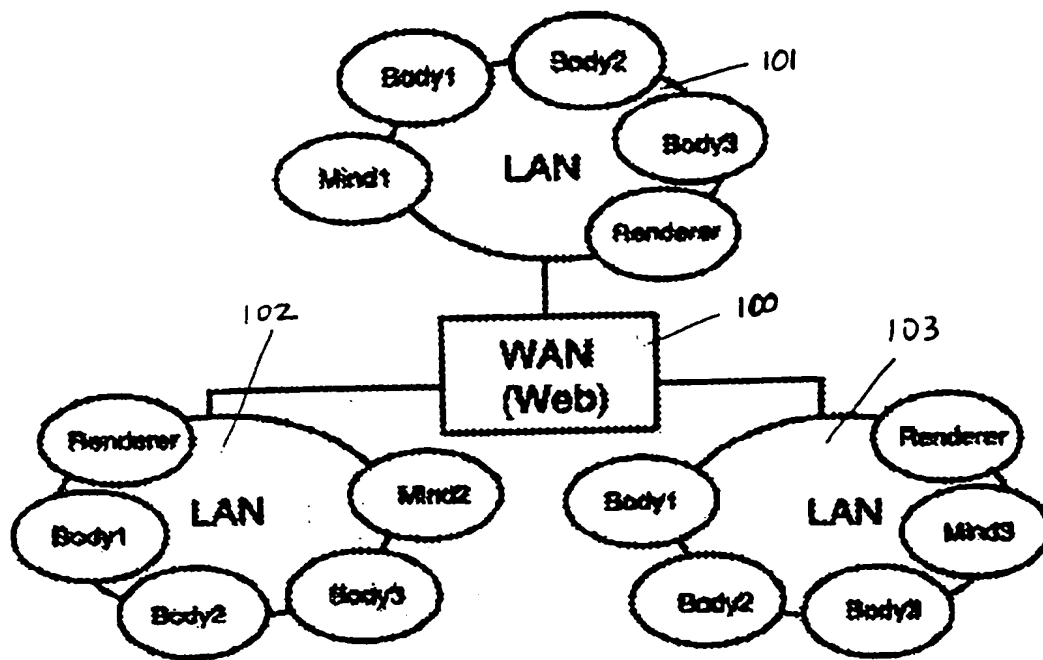 Body1
Body2
101
Body3
Mind1
LAN
Renderer
102
100
103
WAN
(Web)
Renderer
Mind2
LAN
Body1
Body2
Body3
Renderer
Body1
LAN
Mind3
Body2
Body3